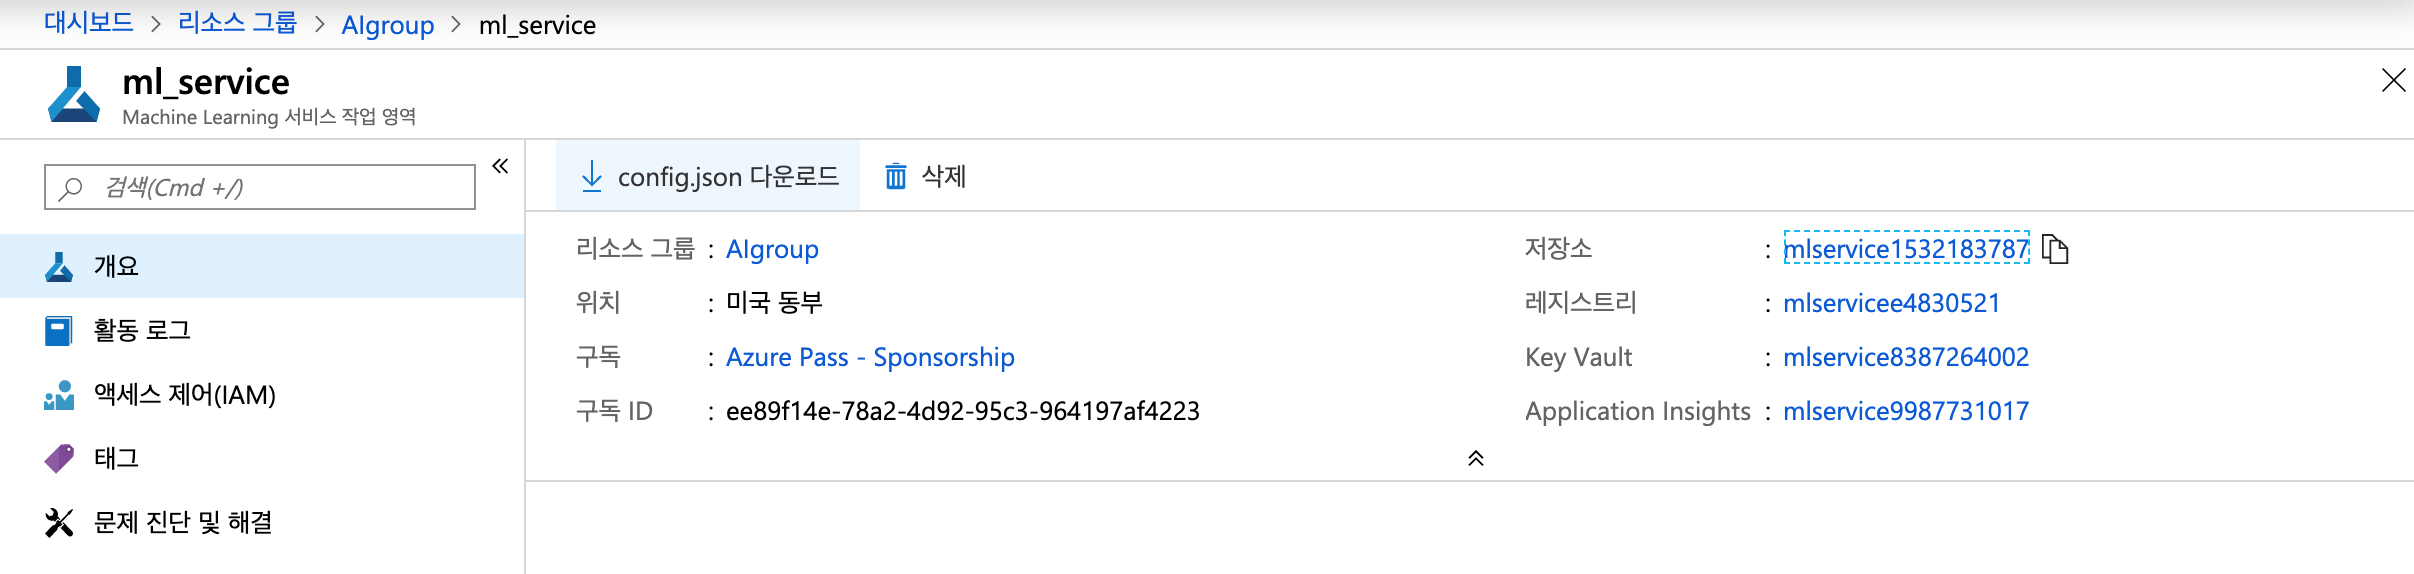 대시보드 > 리소스 그룹 > AIgroup > ml_service
ml_service
Machine Learning 서비스 작업 영역
검색(Cmd +/)
개요
활동 로그
액세스 제어(IAM)
태그
문제 진단 및 해결
config.json 다운로드 삭제
리소스 그룹 : AIgroup
위치 : 미국 동부
구독 : Azure Pass - Sponsorship
구독 ID : ee89f14e-78a2-4d92-95c3-964197af4223
저장소 : mlservice1532183787
레지스트리 : mlservicee4830521
Key Vault : mlservice8387264002
Application Insights : mlservice9987731017